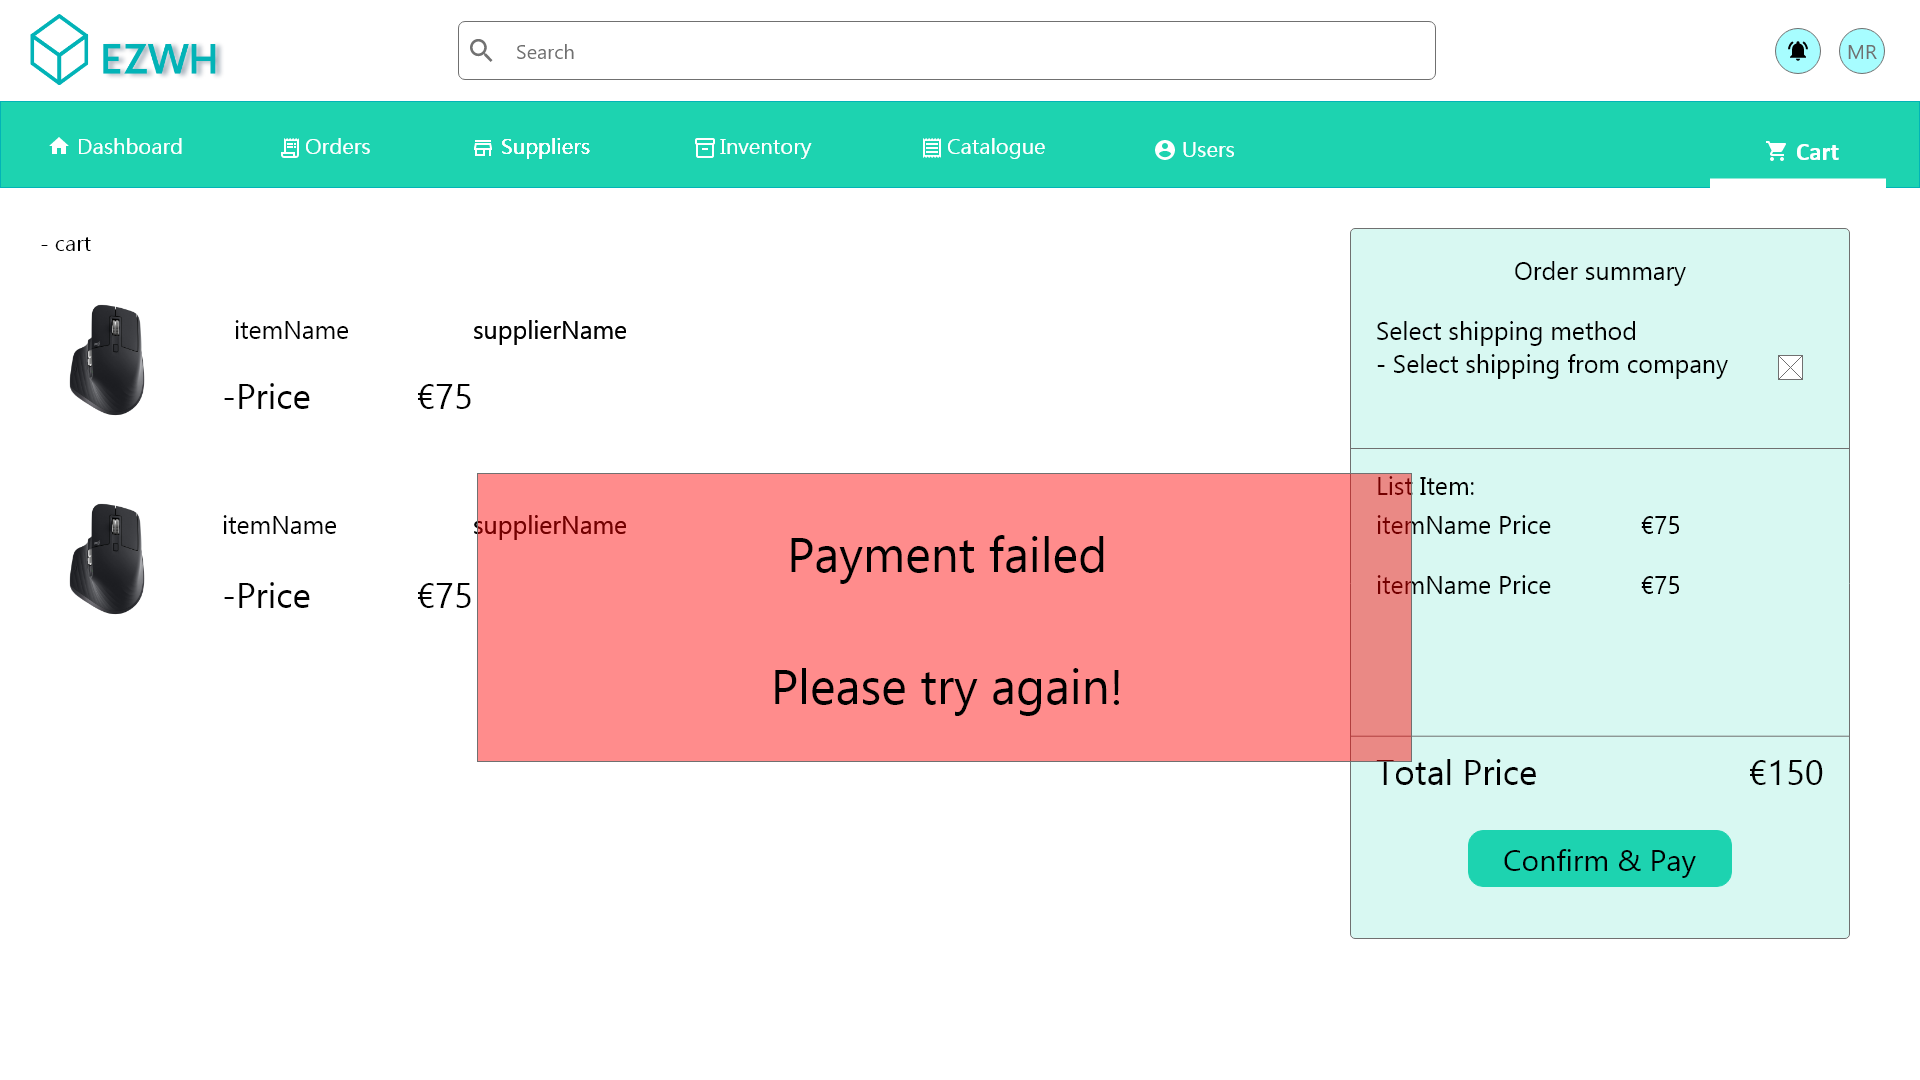 EZWH
Search
MR
Dashboard
Orders
Suppliers
Inventory
Catalogue
Users
Cart
- cart
itemName
supplierName
-Price
€75
itemName
supplierName
-Price
€75
Payment failed
Please try again!
Order summary
Select shipping method
- Select shipping from company
List Item:
itemName Price €75
itemName Price €75
Total Price €150
Confirm & Pay